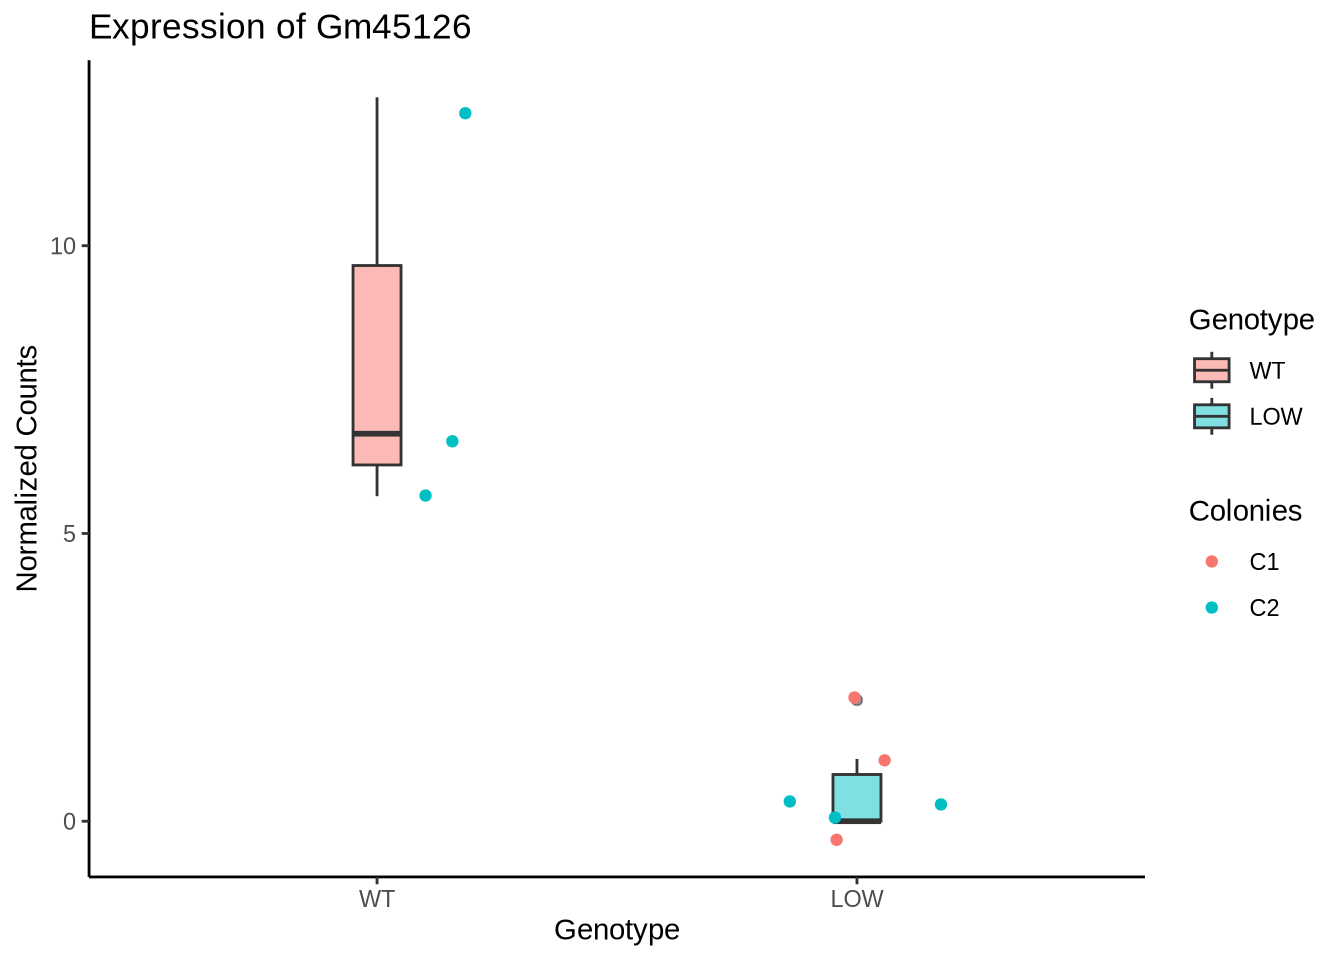 Expression of Gm45126
Normalized Counts
10
5
0
WT
LOW
Genotype
Genotype
WT
LOW
Colonies
C1
C2